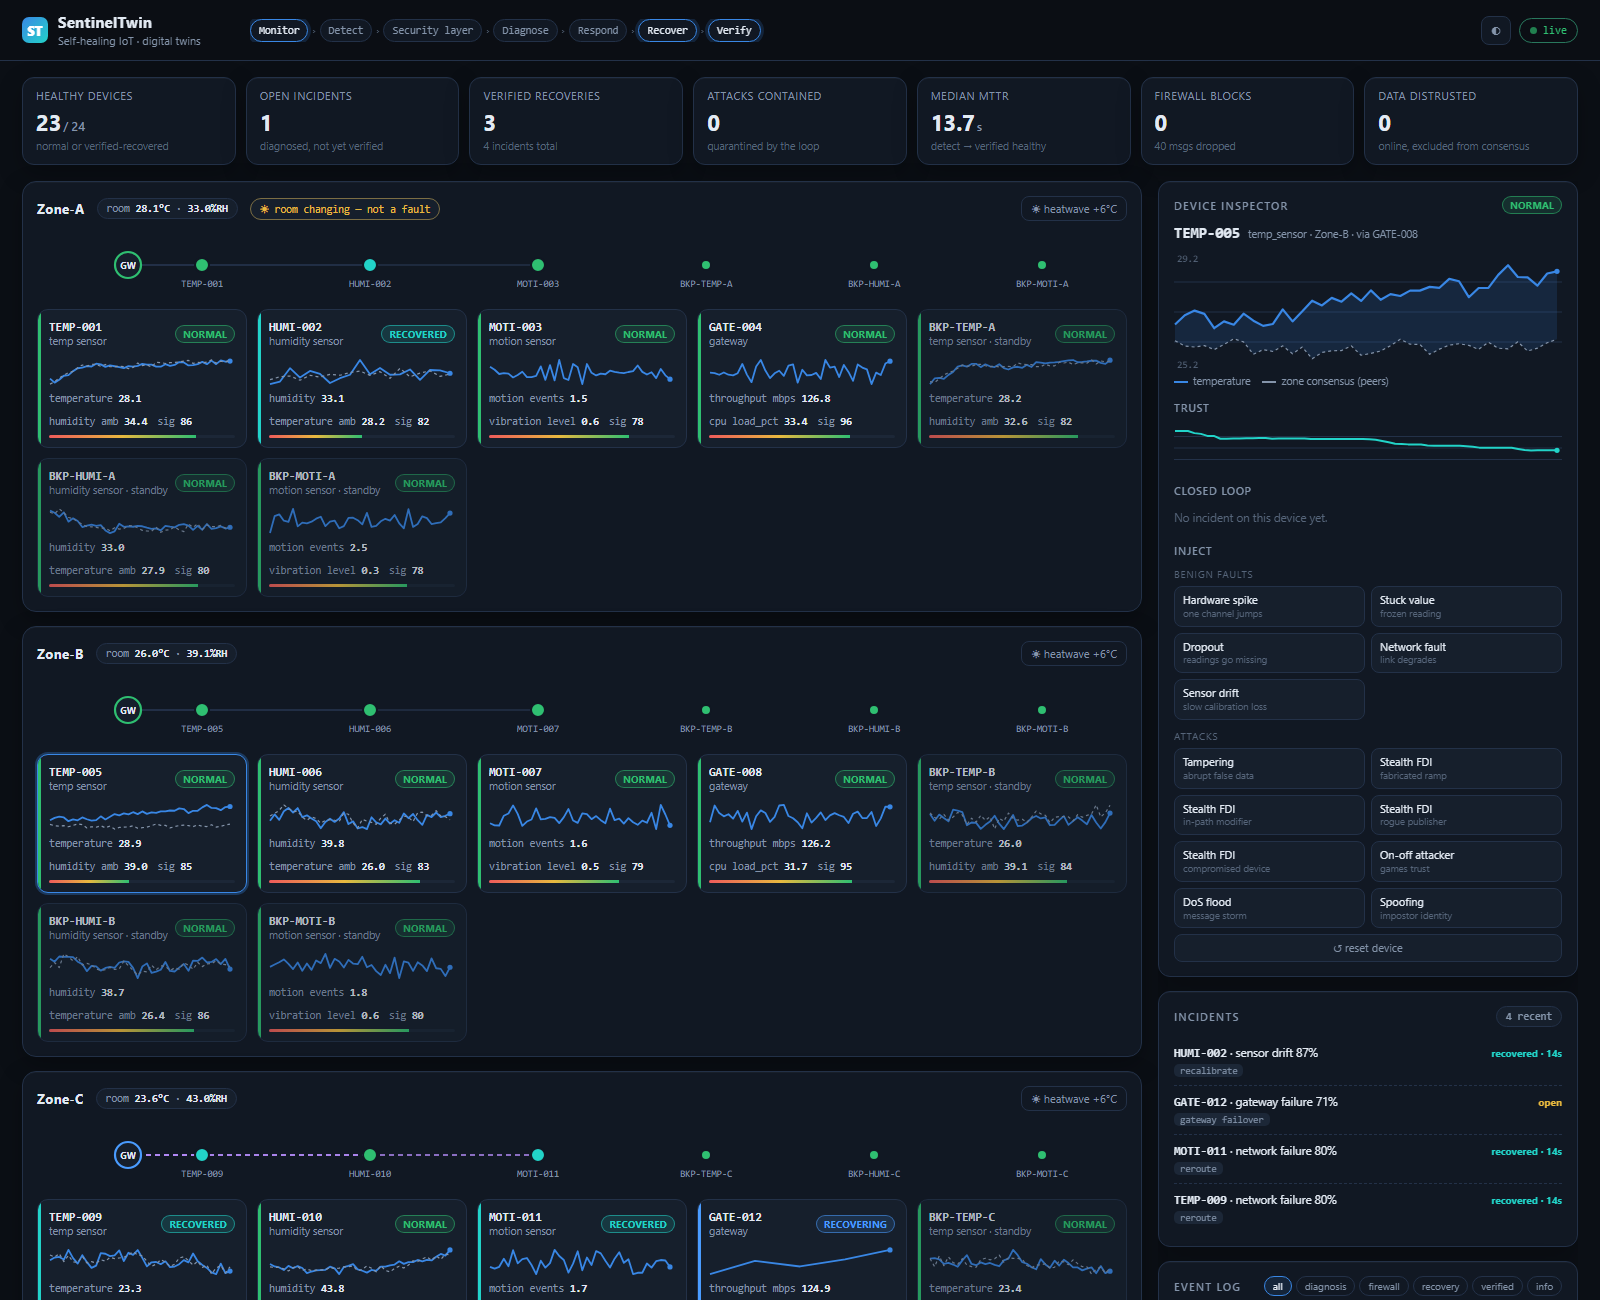 ST
SentinelTwin
Self-healing IoT · digital twins
Monitor › Detect › Security layer › Diagnose › Respond › Recover › Verify
live
HEALTHY DEVICES
23 / 24
normal or verified-recovered
OPEN INCIDENTS
1
diagnosed, not yet verified
VERIFIED RECOVERIES
3
4 incidents total
ATTACKS CONTAINED
0
quarantined by the loop
MEDIAN MTTR
13.7 s
detect → verified healthy
FIREWALL BLOCKS
0
40 msgs dropped
DATA DISTRUSTED
0
online, excluded from consensus
Zone-A room 28.1°C · 33.0%RH ☀ room changing — not a fault ☀ heatwave +6°C
GW
TEMP-001 HUMI-002 MOTI-003 BKP-TEMP-A BKP-HUMI-A BKP-MOTI-A
TEMP-001 NORMAL
temp sensor
temperature 28.1
humidity amb 34.4 sig 86
HUMI-002 RECOVERED
humidity sensor
humidity 33.1
temperature amb 28.2 sig 82
MOTI-003 NORMAL
motion sensor
motion events 1.5
vibration level 0.6 sig 78
GATE-004 NORMAL
gateway
throughput mbps 126.8
cpu load_pct 33.4 sig 96
BKP-TEMP-A NORMAL
temp sensor · standby
temperature 28.2
humidity amb 32.6 sig 82
BKP-HUMI-A NORMAL
humidity sensor · standby
humidity 33.0
temperature amb 27.9 sig 80
BKP-MOTI-A NORMAL
motion sensor · standby
motion events 2.5
vibration level 0.3 sig 78
Zone-B room 26.0°C · 39.1%RH ☀ heatwave +6°C
GW
TEMP-005 HUMI-006 MOTI-007 BKP-TEMP-B BKP-HUMI-B BKP-MOTI-B
TEMP-005 NORMAL
temp sensor
temperature 28.9
humidity amb 39.0 sig 85
HUMI-006 NORMAL
humidity sensor
humidity 39.8
temperature amb 26.0 sig 83
MOTI-007 NORMAL
motion sensor
motion events 1.6
vibration level 0.5 sig 79
GATE-008 NORMAL
gateway
throughput mbps 126.2
cpu load_pct 31.7 sig 95
BKP-TEMP-B NORMAL
temp sensor · standby
temperature 26.0
humidity amb 39.1 sig 84
BKP-HUMI-B NORMAL
humidity sensor · standby
humidity 38.7
temperature amb 26.4 sig 86
BKP-MOTI-B NORMAL
motion sensor · standby
motion events 1.8
vibration level 0.6 sig 80
Zone-C room 23.6°C · 43.0%RH ☀ heatwave +6°C
GW
TEMP-009 HUMI-010 MOTI-011 BKP-TEMP-C BKP-HUMI-C BKP-MOTI-C
TEMP-009 RECOVERED
temp sensor
temperature 23.3
HUMI-010 NORMAL
humidity sensor
humidity 43.8
MOTI-011 RECOVERED
motion sensor
motion events 1.7
GATE-012 RECOVERING
gateway
throughput mbps 124.9
BKP-TEMP-C NORMAL
temp sensor · standby
temperature 23.4
DEVICE INSPECTOR NORMAL
TEMP-005 temp_sensor · Zone-B · via GATE-008
29.2
25.2
temperature zone consensus (peers)
TRUST
CLOSED LOOP
No incident on this device yet.
INJECT
BENIGN FAULTS
Hardware spike
one channel jumps
Stuck value
frozen reading
Dropout
readings go missing
Network fault
link degrades
Sensor drift
slow calibration loss
ATTACKS
Tampering
abrupt false data
Stealth FDI
fabricated ramp
Stealth FDI
in-path modifier
Stealth FDI
rogue publisher
Stealth FDI
compromised device
On-off attacker
games trust
DoS flood
message storm
Spoofing
impostor identity
↺ reset device
INCIDENTS 4 recent
HUMI-002 · sensor drift 87% recovered · 14s
recalibrate
GATE-012 · gateway failure 71% open
gateway failover
MOTI-011 · network failure 80% recovered · 14s
reroute
TEMP-009 · network failure 80% recovered · 14s
reroute
EVENT LOG all diagnosis firewall recovery verified info